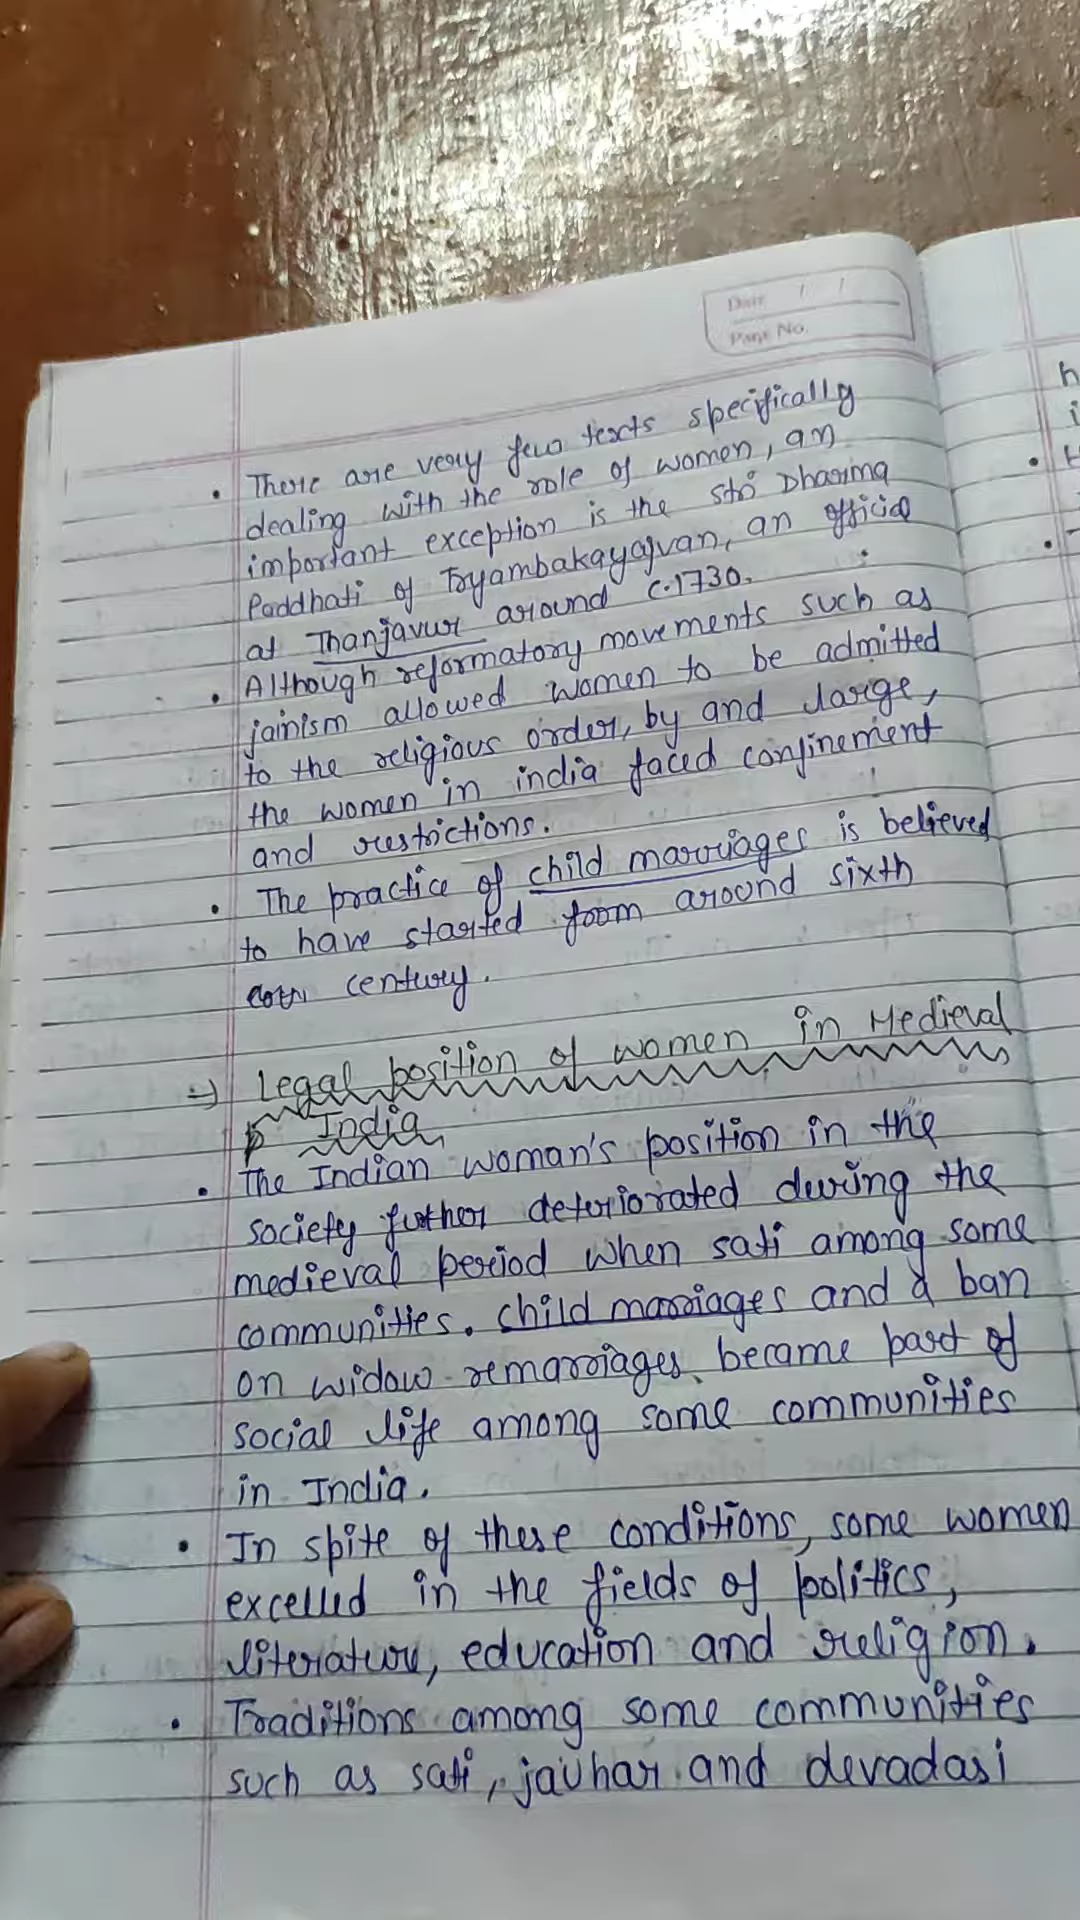 Date / /
Page No.
• There are very few texts specifically
dealing with the role of women, an
important exception is the stri Dharma
Paddhati of Tryambakayajvan, an official
at Thanjavur around c.1730.
• Although reformatory movements such as
jainism allowed women to be admitted
to the religious order, by and large,
the women in india faced confinement
and restrictions.
• The practice of child marriages is believed
to have started from around sixth
century.
=) Legal position of women in Medieval
India
• The Indian woman's position in the
society further deteriorated during the
medieval period when sati among some
communities. child marriages and a ban
on widow remarriages became part of
social life among some communities
in India.
• In spite of these conditions, some women
excelled in the fields of politics,
literature, education and religion.
• Traditions among some communities
such as sati, jauhar and devadasi
h
i
• H
• T